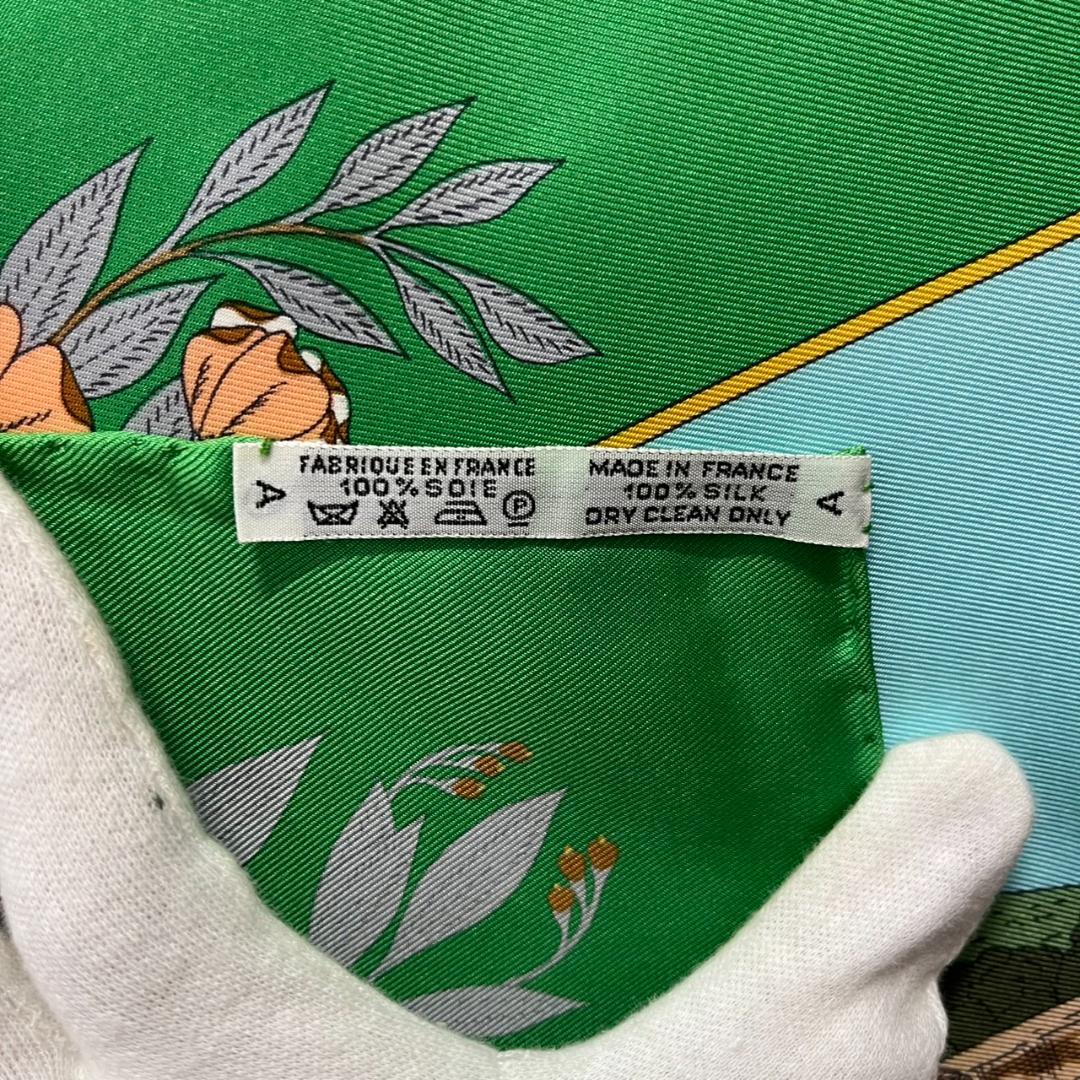 A
FABRIQUE EN FRANCE
100% SOIE
P
MADE IN FRANCE
100% SILK
DRY CLEAN ONLY
A